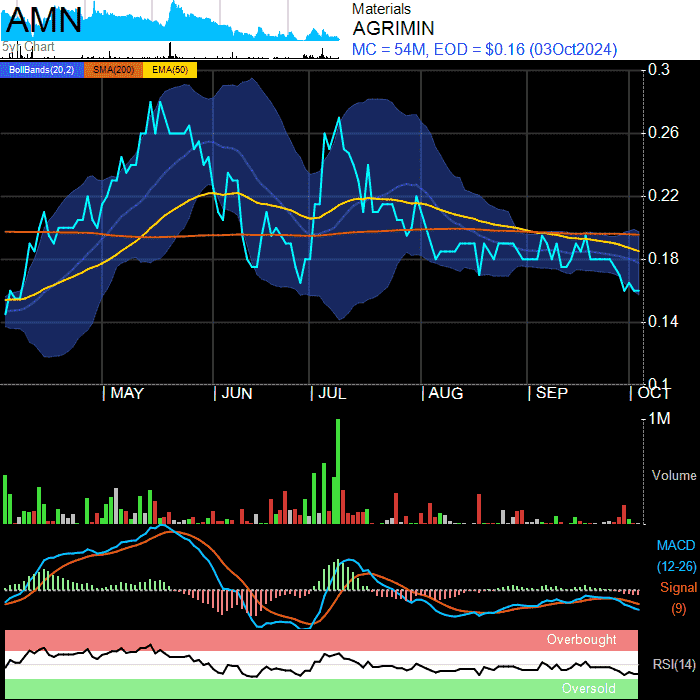 AMN
5yr Chart
Materials
AGRIMIN
MC = 54M, EOD = $0.16 (03Oct2024)
BollBands(20,2) SMA(200) EMA(50)
0.3
0.26
0.22
0.18
0.14
0.1
MAY JUN JUL AUG SEP OCT
1M
Volume
MACD
(12-26)
Signal
(9)
Overbought
RSI(14)
Oversold